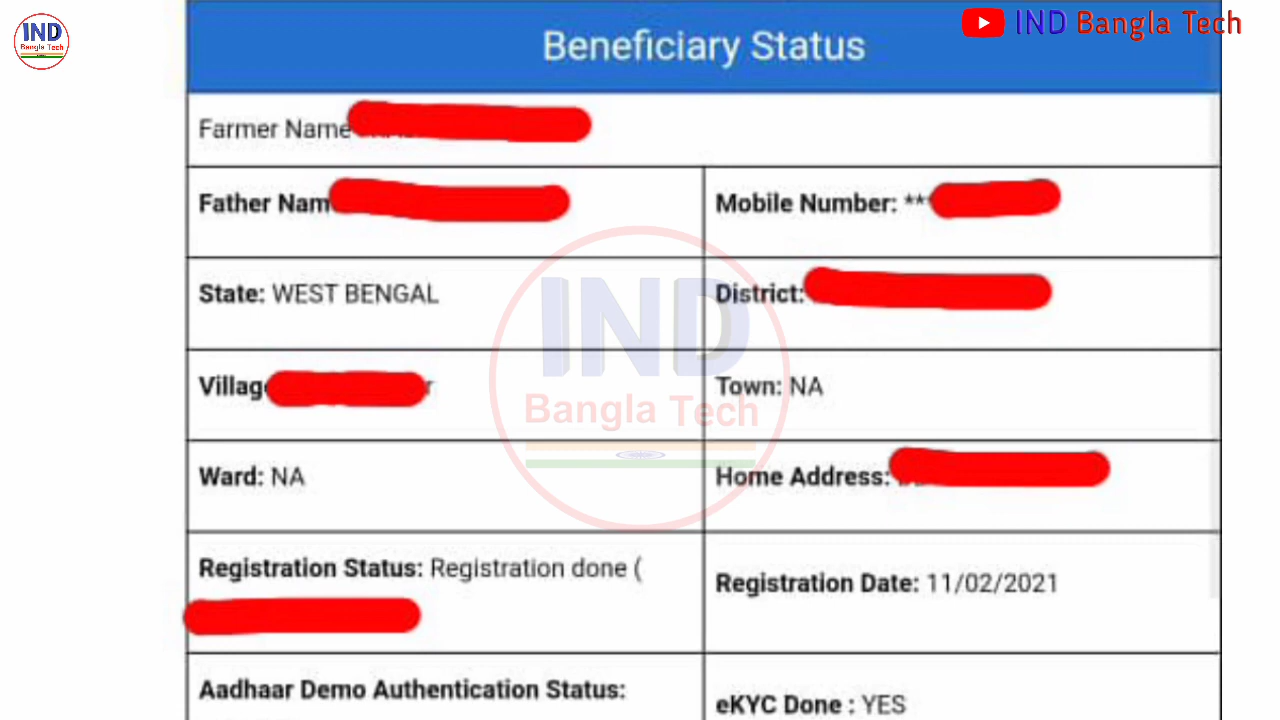 IND
Bangla Tech
IND Bangla Tech
Beneficiary Status
Farmer Name
Father Nam
Mobile Number: **
State: WEST BENGAL
District:
Villag
Town: NA
IND
Bangla Tech
Ward: NA
Home Address:
Registration Status: Registration done (
Registration Date: 11/02/2021
Aadhaar Demo Authentication Status:
eKYC Done : YES